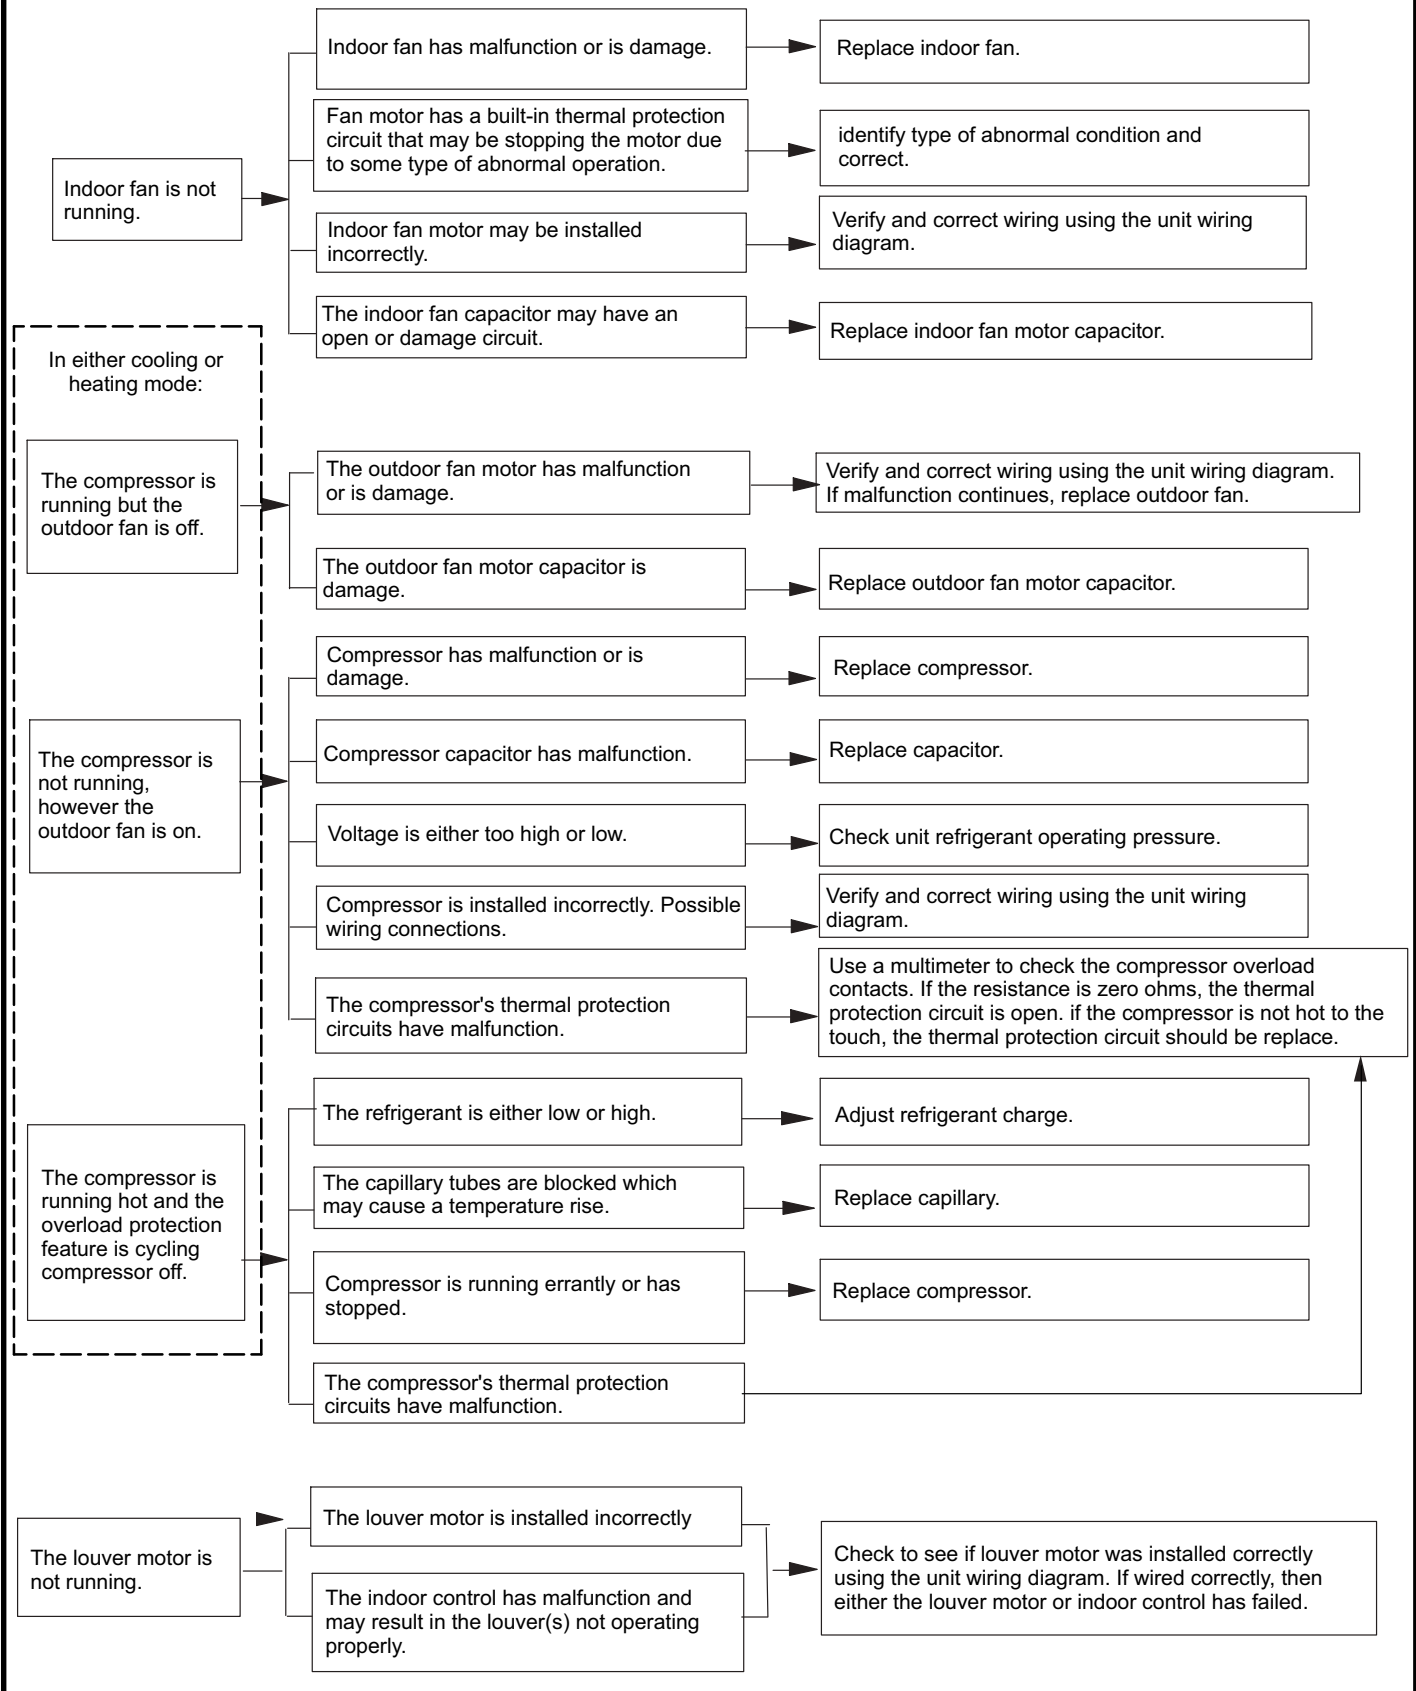 Indoor fan is not
running.
Indoor fan has malfunction or is damage.
Replace indoor fan.
Fan motor has a built-in thermal protection
circuit that may be stopping the motor due
to some type of abnormal operation.
identify type of abnormal condition and
correct.
Indoor fan motor may be installed
incorrectly.
Verify and correct wiring using the unit wiring
diagram.
The indoor fan capacitor may have an
open or damage circuit.
Replace indoor fan motor capacitor.
In either cooling or
heating mode:
The compressor is
running but the
outdoor fan is off.
The outdoor fan motor has malfunction
or is damage.
Verify and correct wiring using the unit wiring diagram.
If malfunction continues, replace outdoor fan.
The outdoor fan motor capacitor is
damage.
Replace outdoor fan motor capacitor.
The compressor is
not running,
however the
outdoor fan is on.
Compressor has malfunction or is
damage.
Replace compressor.
Compressor capacitor has malfunction.
Replace capacitor.
Voltage is either too high or low.
Check unit refrigerant operating pressure.
Compressor is installed incorrectly. Possible
wiring connections.
Verify and correct wiring using the unit wiring
diagram.
The compressor's thermal protection
circuits have malfunction.
Use a multimeter to check the compressor overload
contacts. If the resistance is zero ohms, the thermal
protection circuit is open. if the compressor is not hot to the
touch, the thermal protection circuit should be replace.
The compressor is
running hot and the
overload protection
feature is cycling
compressor off.
The refrigerant is either low or high.
Adjust refrigerant charge.
The capillary tubes are blocked which
may cause a temperature rise.
Replace capillary.
Compressor is running errantly or has
stopped.
Replace compressor.
The compressor's thermal protection
circuits have malfunction.
The louver motor is
not running.
The louver motor is installed incorrectly
The indoor control has malfunction and
may result in the louver(s) not operating
properly.
Check to see if louver motor was installed correctly
using the unit wiring diagram. If wired correctly, then
either the louver motor or indoor control has failed.